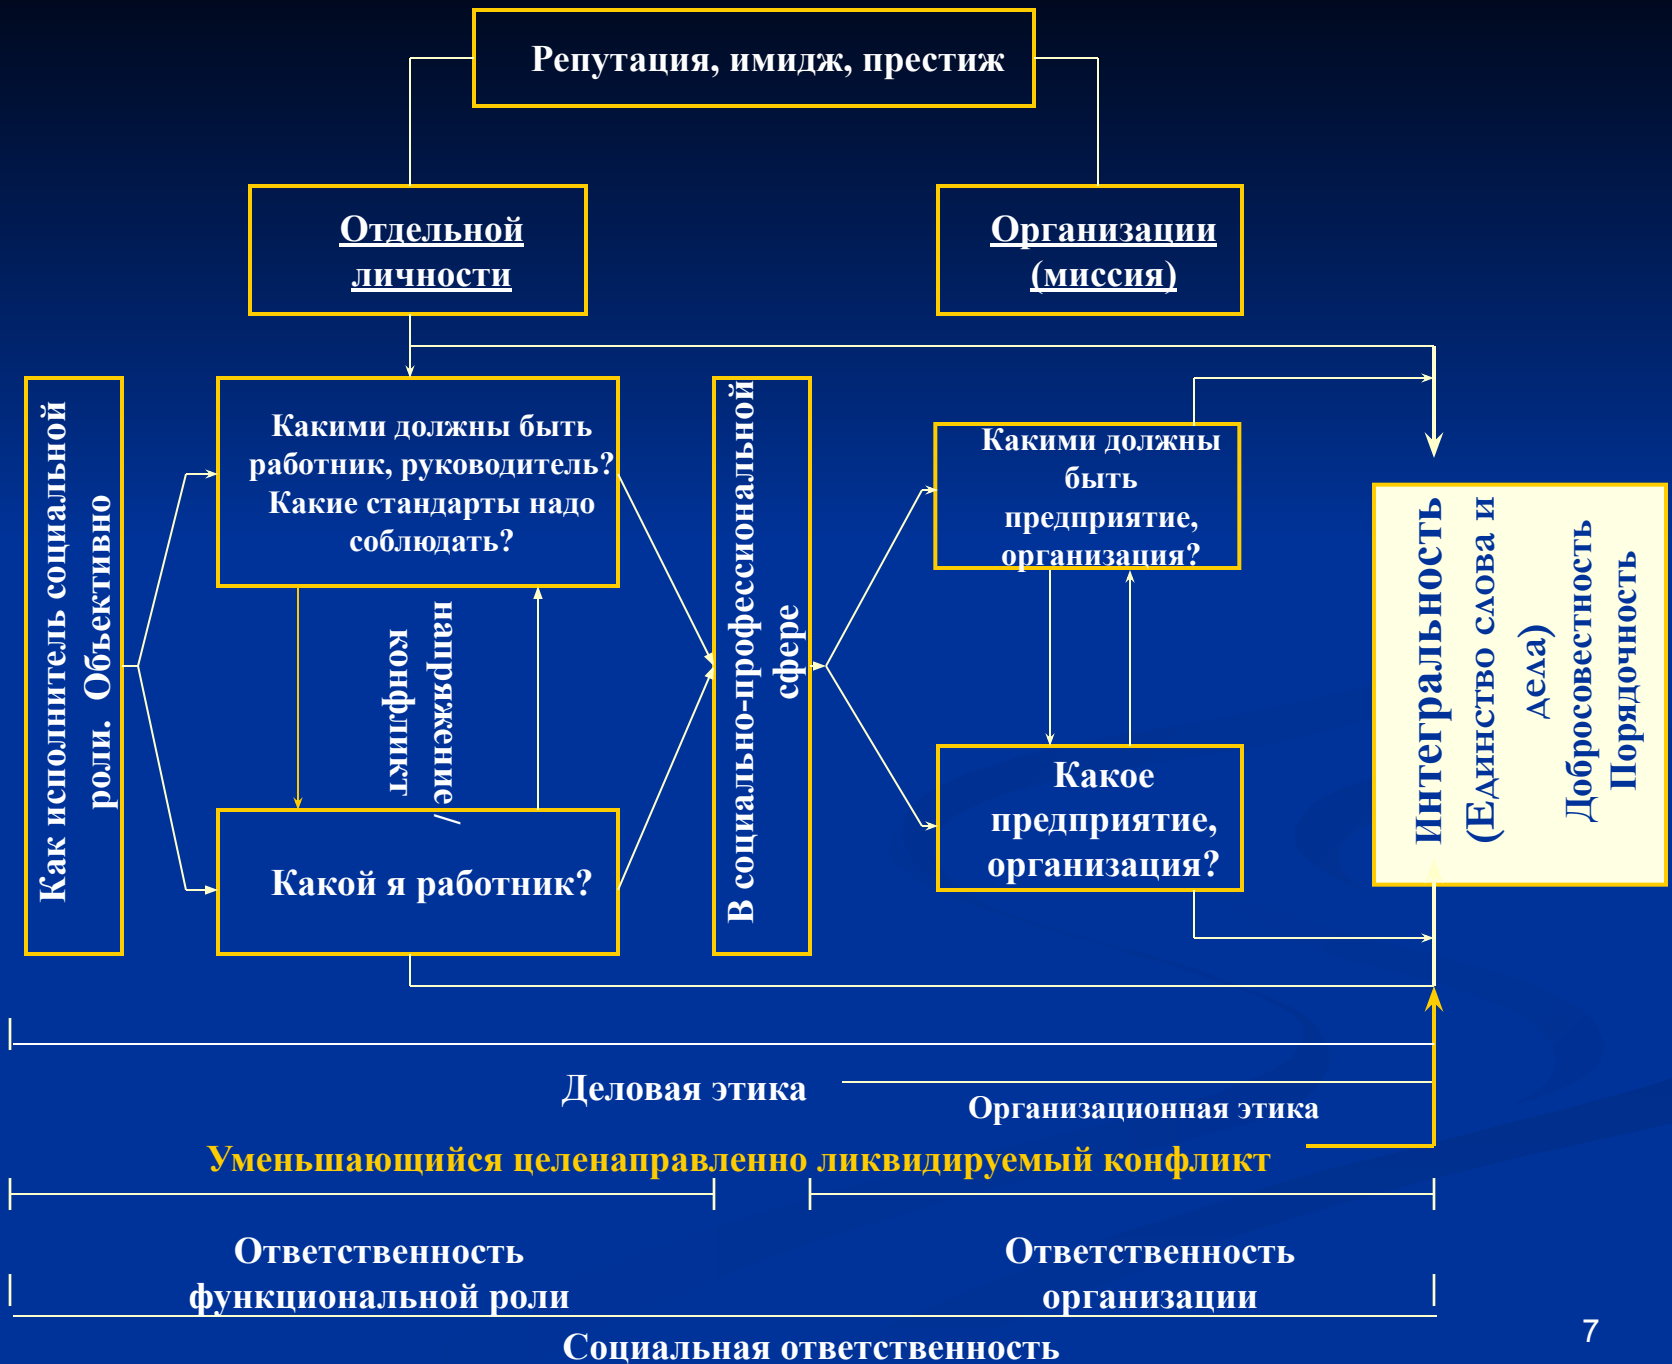 Репутация, имидж, престиж
Отдельной
личности
Организации
(миссия)
Как исполнитель социальной
роли. Объективно
Какими должны быть
работник, руководитель?
Какие стандарты надо
соблюдать?
напряжение /
конфликт
Какой я работник?
В социально-профессиональной
сфере
Какими должны
быть
предприятие,
организация?
Какое
предприятие,
организация?
Интегральность
(Единство слова и
дела)
Добросовестность
Порядочность
Деловая этика
Организационная этика
Уменьшающийся целенаправленно ликвидируемый конфликт
Ответственность
функциональной роли
Ответственность
организации
Социальная ответственность
7